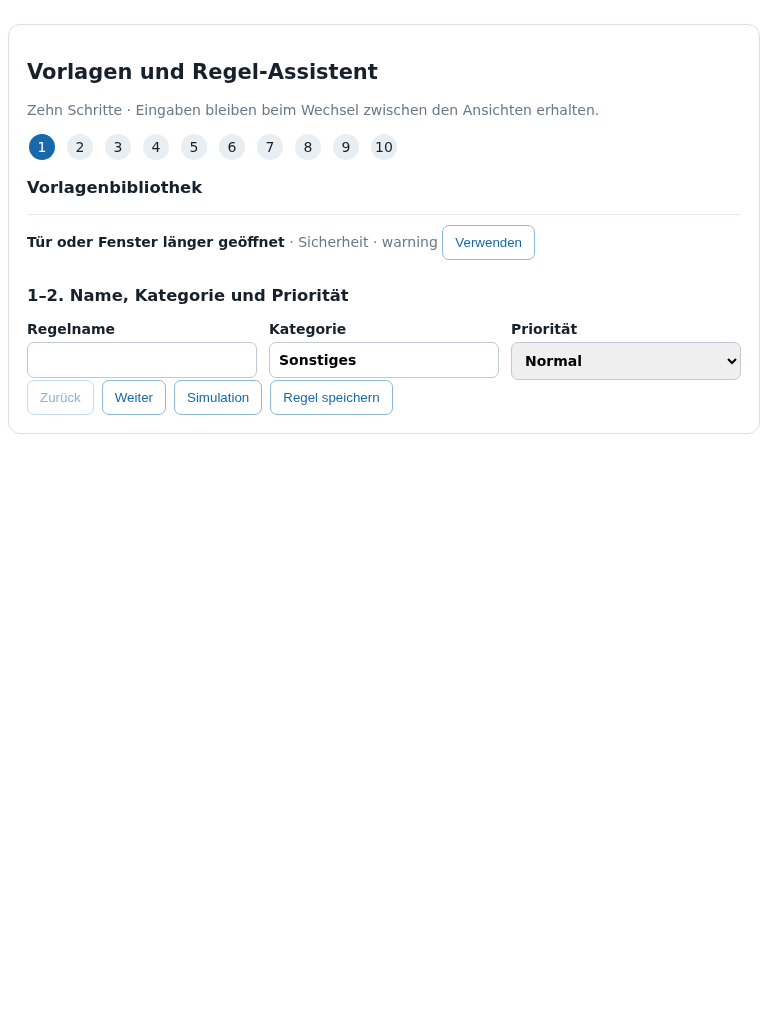 Vorlagen und Regel-Assistent
Zehn Schritte · Eingaben bleiben beim Wechsel zwischen den Ansichten erhalten.
1 2 3 4 5 6 7 8 9 10
Vorlagenbibliothek
Tür oder Fenster länger geöffnet · Sicherheit · warning Verwenden
1–2. Name, Kategorie und Priorität
Regelname Kategorie Priorität
Sonstiges Normal
Zurück Weiter Simulation Regel speichern